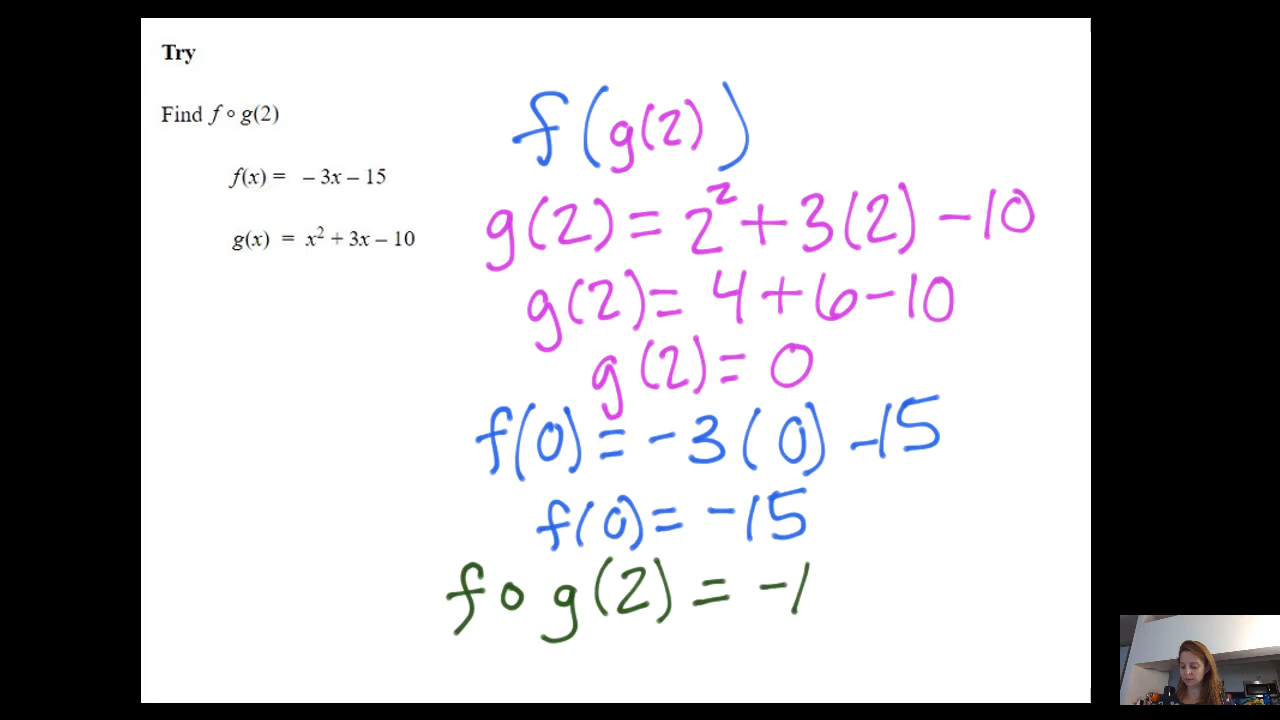 Try
Find f ∘ g(2)
f(x) = – 3x – 15
g(x) = x² + 3x – 10
f(g(2))
g(2) = 2² + 3(2) - 10
g(2) = 4 + 6 - 10
g(2) = 0
f(0) = -3(0) - 15
f(0) = -15
f ∘ g(2) = -1